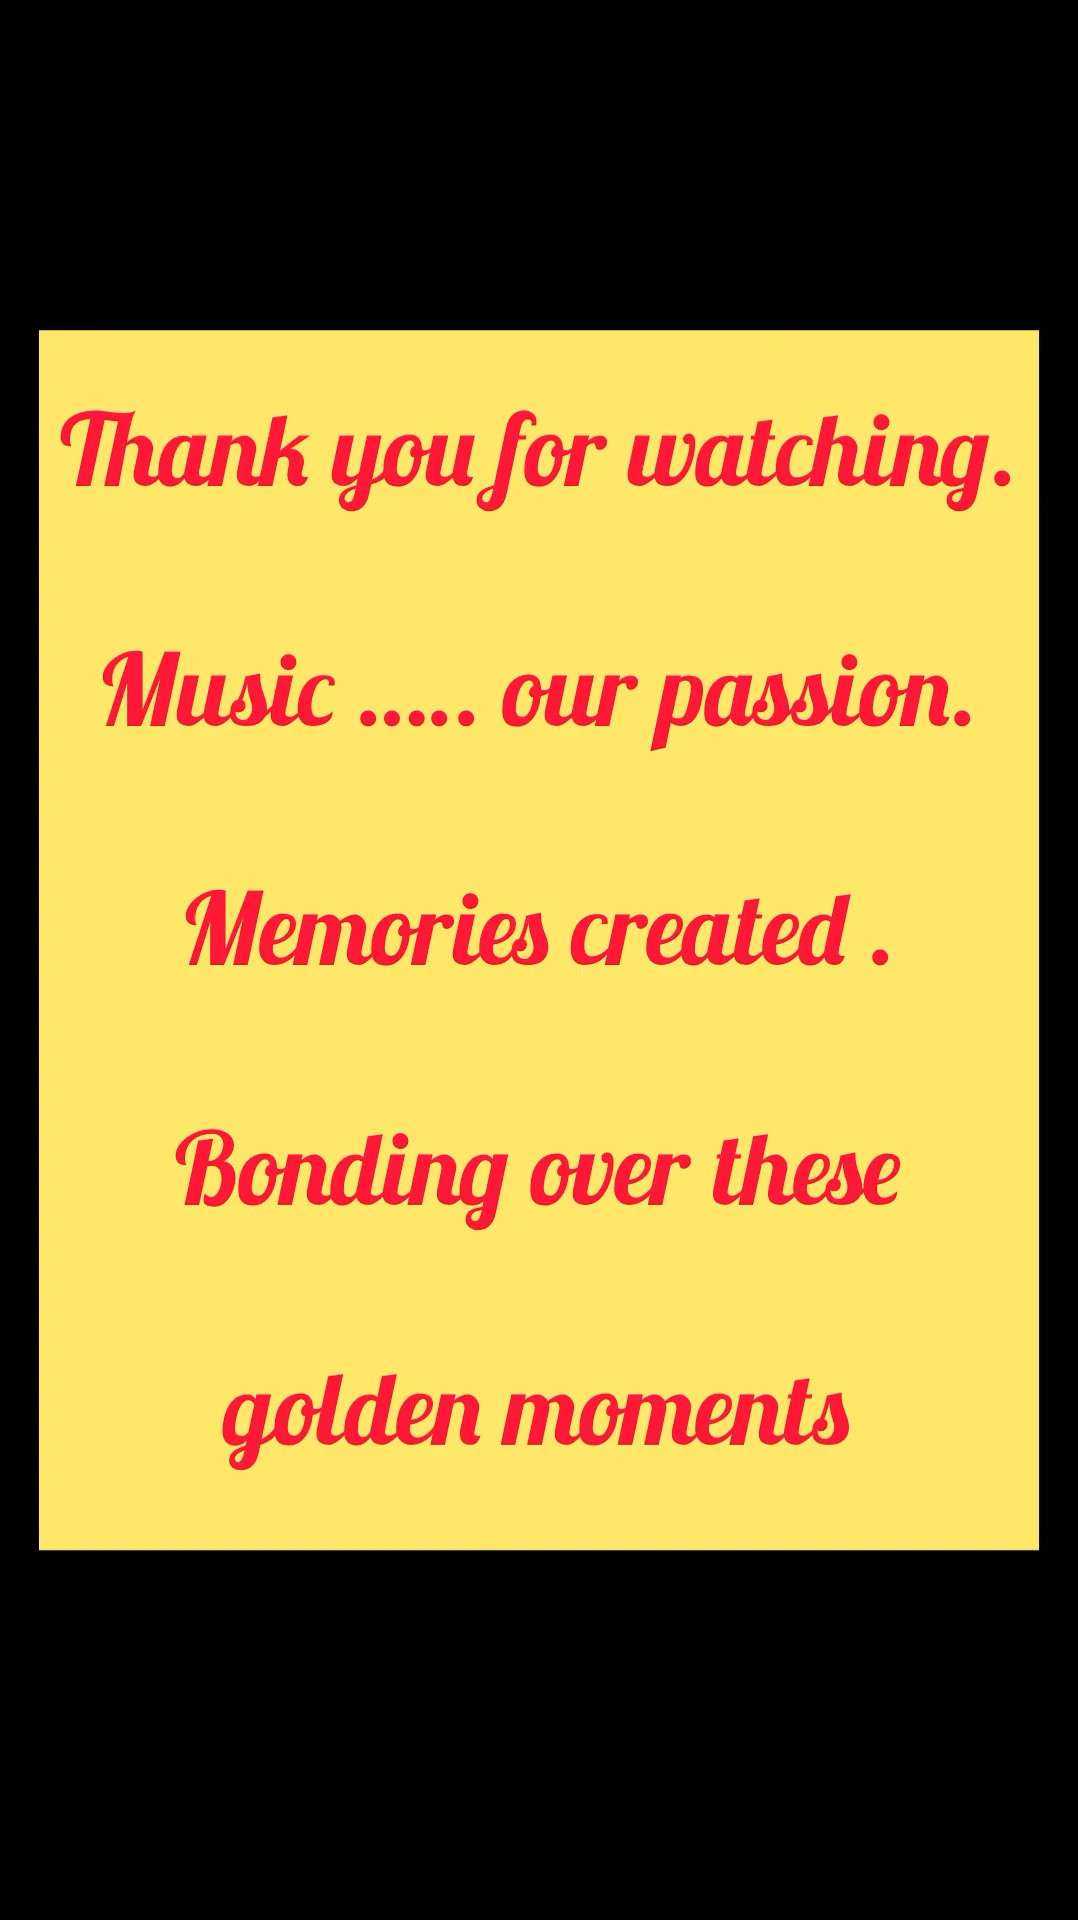 Thank you for watching.
Music ..... our passion.
Memories created .
Bonding over these
golden moments